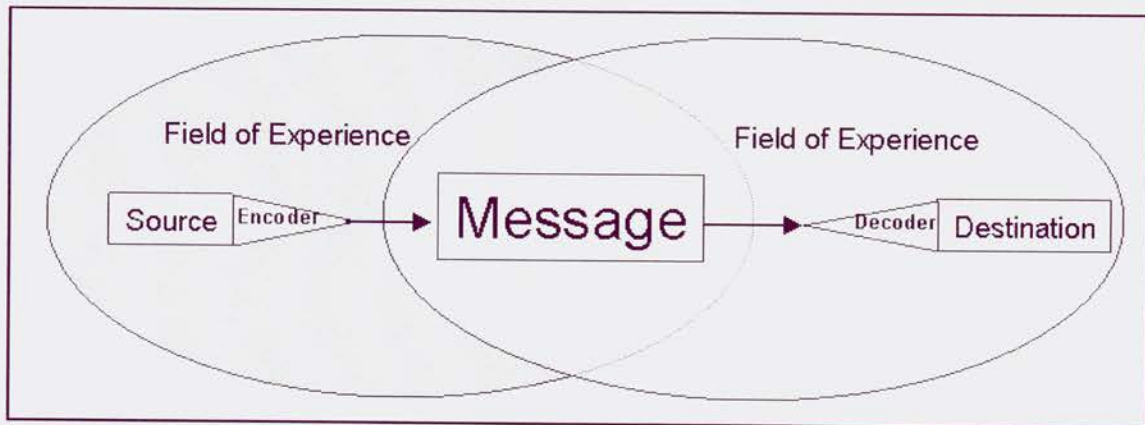 Field of Experience
Field of Experience
Source
Encoder
Message
Decoder
Destination